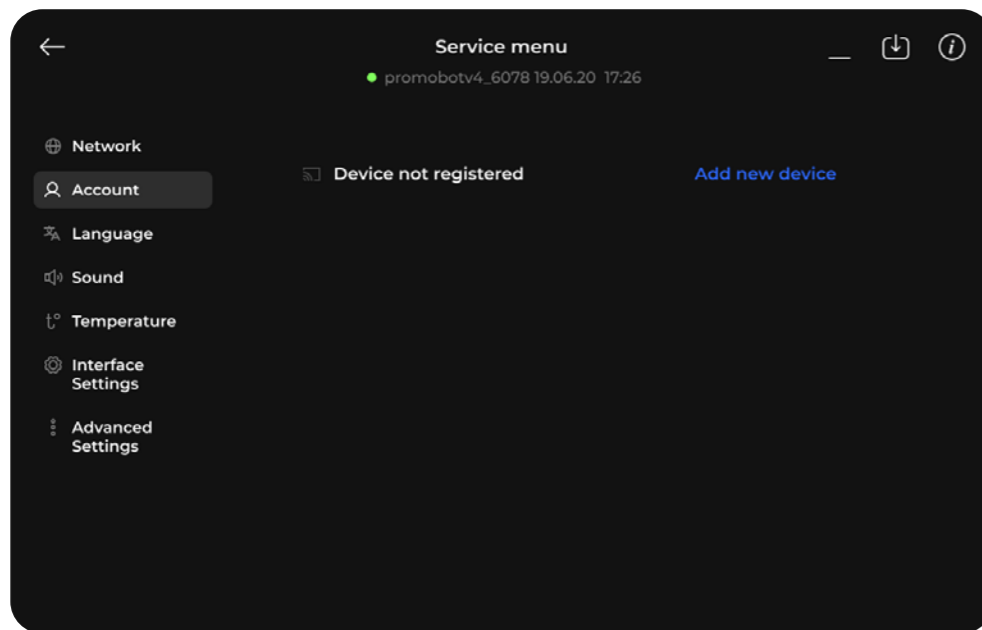 Service menu
promobotv4_6078 19.06.20 17:26
Network
Device not registered
Add new device
Account
Language
Sound
t° Temperature
Interface
Settings
Advanced
Settings